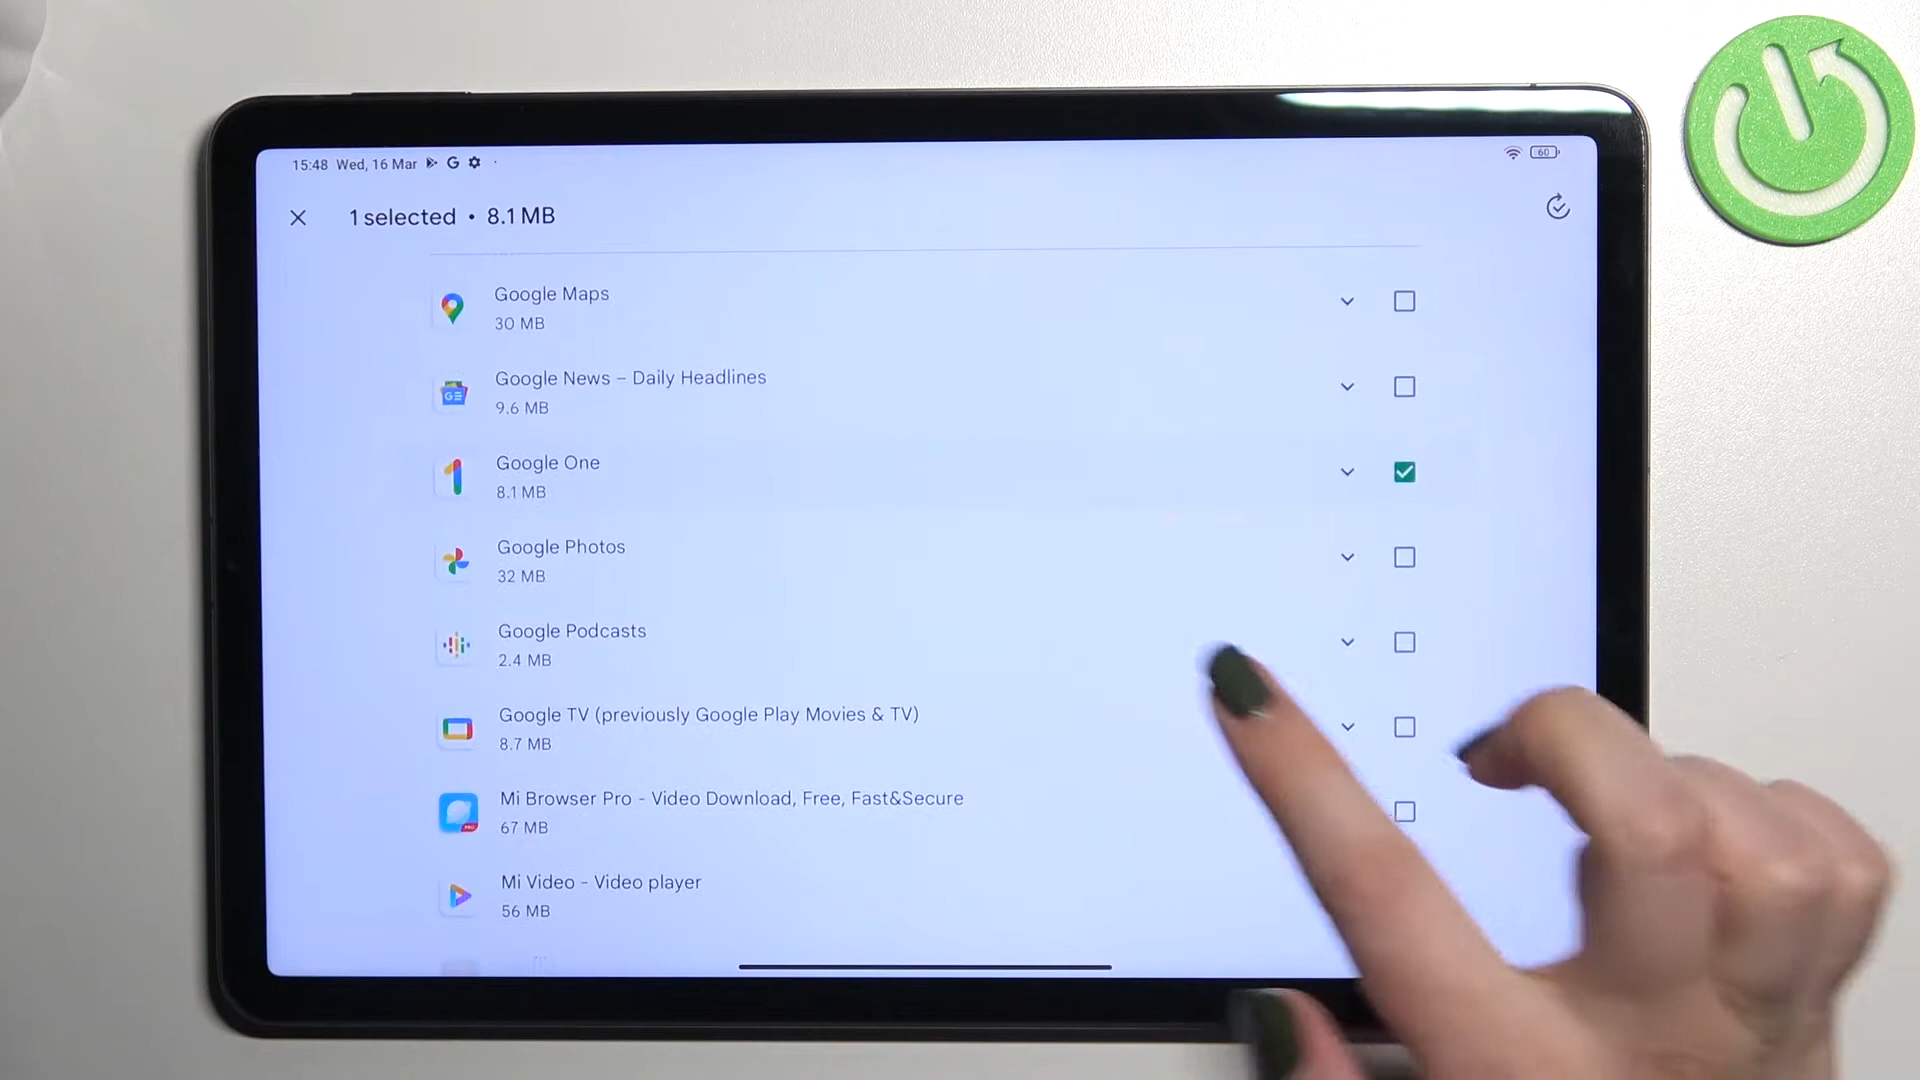 15:48 Wed, 16 Mar
60
1 selected • 8.1 MB
Google Maps
30 MB
Google News – Daily Headlines
9.6 MB
Google One
8.1 MB
Google Photos
32 MB
Google Podcasts
2.4 MB
Google TV (previously Google Play Movies & TV)
8.7 MB
Mi Browser Pro - Video Download, Free, Fast&Secure
67 MB
Mi Video - Video player
56 MB